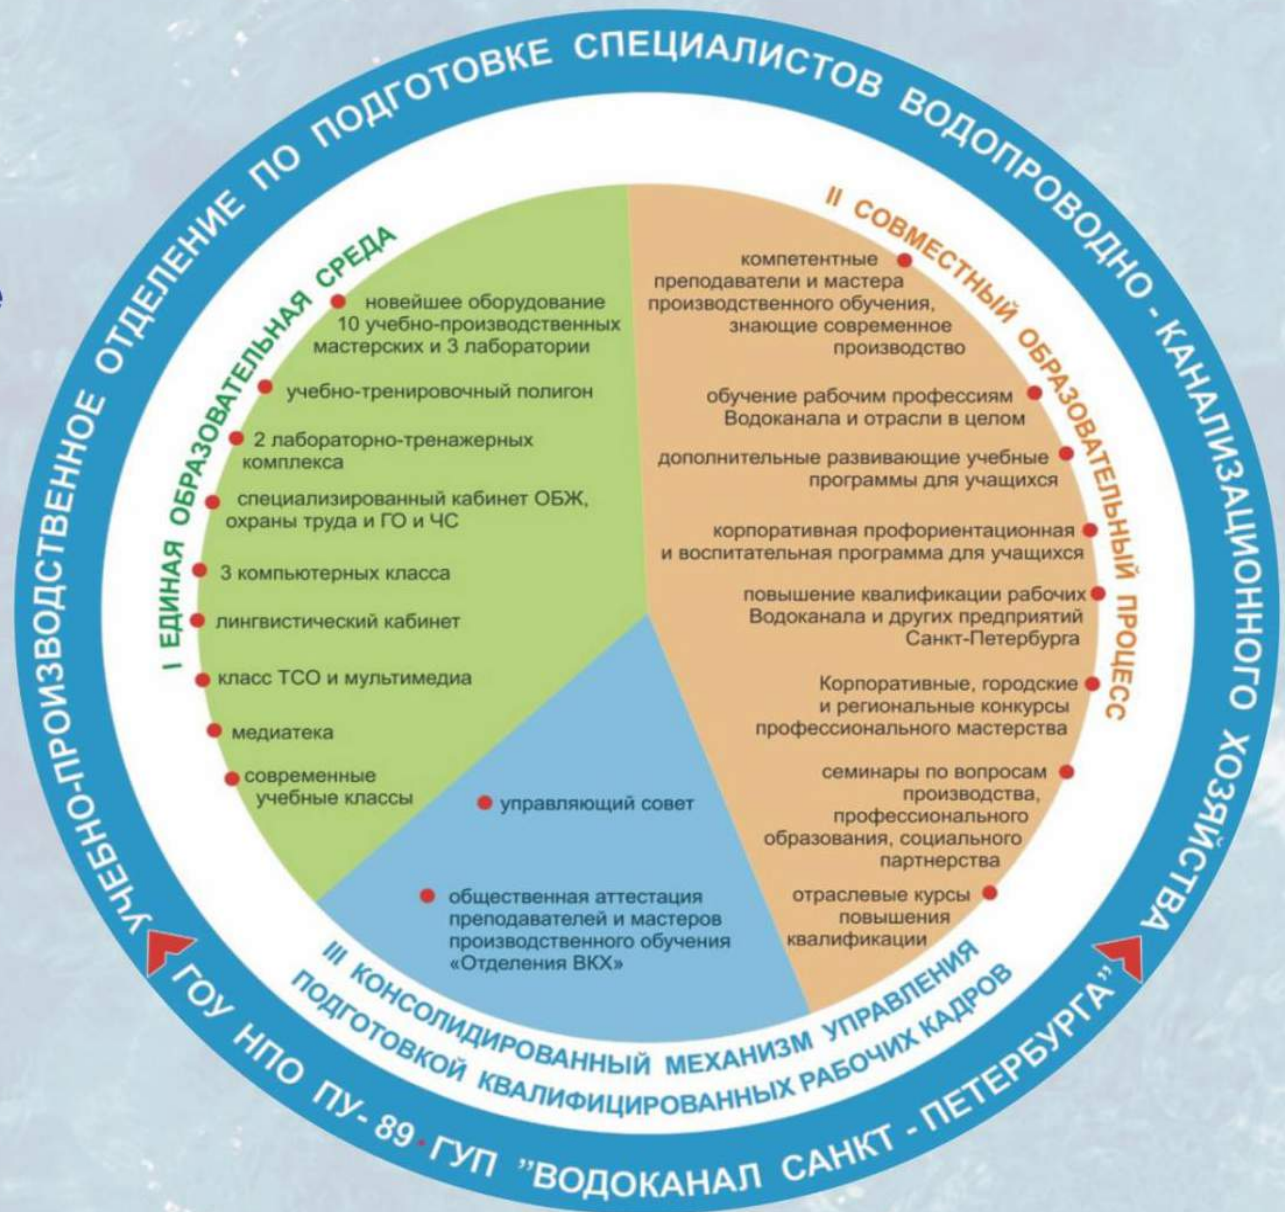 УЧЕБНО-ПРОИЗВОДСТВЕННОЕ ОТДЕЛЕНИЕ ПО ПОДГОТОВКЕ СПЕЦИАЛИСТОВ ВОДОПРОВОДНО - КАНАЛИЗАЦИОННОГО ХОЗЯЙСТВА
I ЕДИНАЯ ОБРАЗОВАТЕЛЬНАЯ СРЕДА
новейшее оборудование
10 учебно-производственных
мастерских и 3 лаборатории
учебно-тренировочный полигон
2 лабораторно-тренажерных
комплекса
специализированный кабинет ОБЖ,
охраны труда и ГО и ЧС
3 компьютерных класса
лингвистический кабинет
класс ТСО и мультимедиа
медиатека
современные
учебные классы
II СОВМЕСТНЫЙ ОБРАЗОВАТЕЛЬНЫЙ ПРОЦЕСС
компетентные
преподаватели и мастера
производственного обучения,
знающие современное
производство
обучение рабочим профессиям
Водоканала и отрасли в целом
дополнительные развивающие учебные
программы для учащихся
корпоративная профориентационная
и воспитательная программа для учащихся
повышение квалификации рабочих
Водоканала и других предприятий
Санкт-Петербурга
Корпоративные, городские
и региональные конкурсы
профессионального мастерства
семинары по вопросам
производства,
профессионального
образования, социального
партнерства
отраслевые курсы
повышения
квалификации
управляющий совет
общественная аттестация
преподавателей и мастеров
производственного обучения
«Отделения ВКХ»
III КОНСОЛИДИРОВАННЫЙ МЕХАНИЗМ УПРАВЛЕНИЯ
ПОДГОТОВКОЙ КВАЛИФИЦИРОВАННЫХ РАБОЧИХ КАДРОВ
ГОУ НПО ПУ- 89 · ГУП ”ВОДОКАНАЛ САНКТ - ПЕТЕРБУРГА”